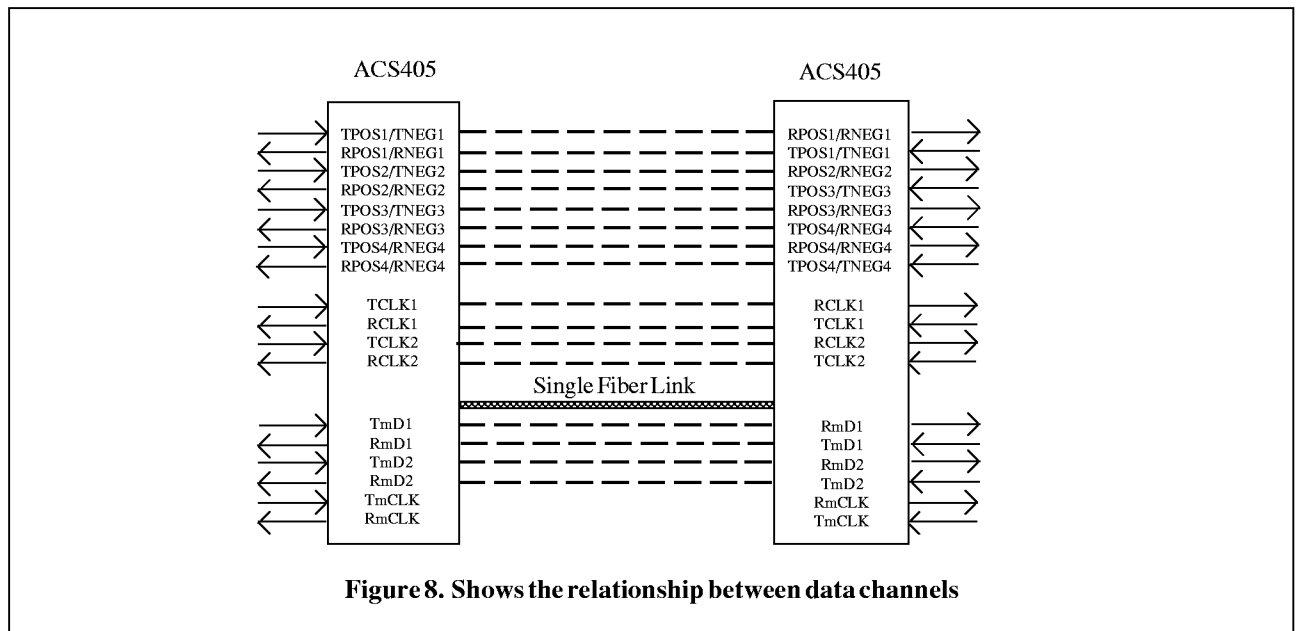 ACS405
ACS405
TPOS1/TNEG1
RPOS1/RNEG1
TPOS2/TNEG2
RPOS2/RNEG2
TPOS3/TNEG3
RPOS3/RNEG3
TPOS4/RNEG4
RPOS4/RNEG4
TCLK1
RCLK1
TCLK2
RCLK2
TmD1
RmD1
TmD2
RmD2
TmCLK
RmCLK
Single Fiber Link
RPOS1/RNEG1
TPOS1/TNEG1
RPOS2/RNEG2
TPOS3/TNEG3
RPOS3/RNEG3
TPOS4/RNEG4
RPOS4/RNEG4
TPOS4/TNEG4
RCLK1
TCLK1
RCLK2
TCLK2
RmD1
TmD1
RmD2
TmD2
RmCLK
TmCLK
Figure 8. Shows the relationship between data channels